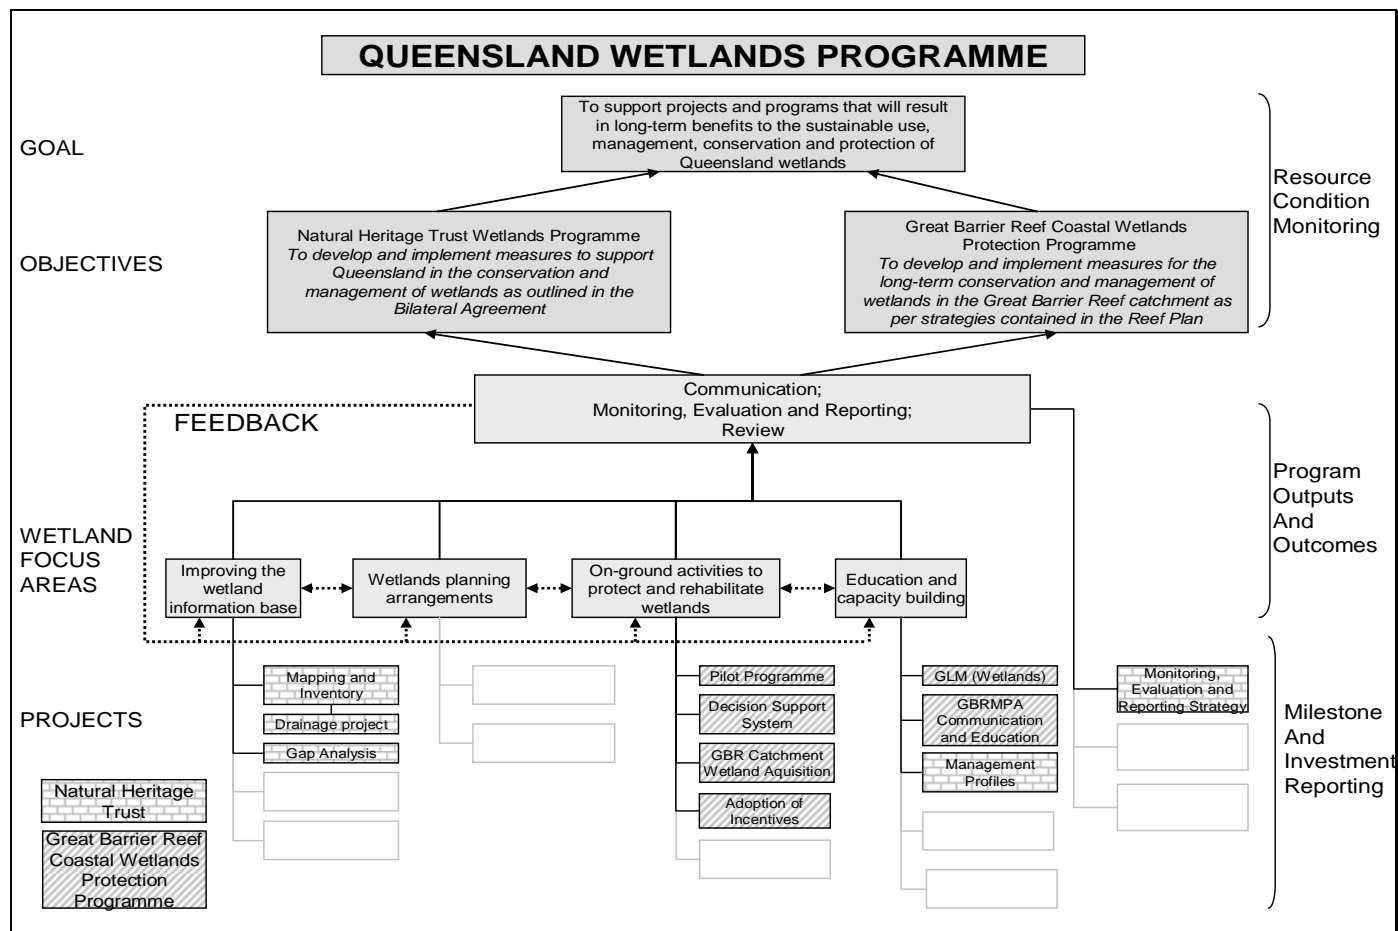 QUEENSLAND WETLANDS PROGRAMME
GOAL
To support projects and programs that will result
in long-term benefits to the sustainable use,
management, conservation and protection of
Queensland wetlands
Resource
Condition
Monitoring
OBJECTIVES
Natural Heritage Trust Wetlands Programme
To develop and implement measures to support
Queensland in the conservation and
management of wetlands as outlined in the
Bilateral Agreement
Great Barrier Reef Coastal Wetlands
Protection Programme
To develop and implement measures for the
long-term conservation and management of
wetlands in the Great Barrier Reef catchment as
per strategies contained in the Reef Plan
Communication;
Monitoring, Evaluation and Reporting;
Review
FEEDBACK
Program
Outputs
And
Outcomes
WETLAND
FOCUS
AREAS
Improving the
wetland
information base
Wetlands planning
arrangements
On-ground activities to
protect and rehabilitate
wetlands
Education and
capacity building
PROJECTS
Mapping and
Inventory
Drainage project
Gap Analysis
Pilot Programme
Decision Support
System
GBR Catchment
Wetland Aquisition
Adoption of
Incentives
GLM (Wetlands)
GBRMPA
Communication
and Education
Management
Profiles
Monitoring,
Evaluation and
Reporting Strategy
Milestone
And
Investment
Reporting
Natural Heritage
Trust
Great Barrier Reef
Coastal Wetlands
Protection
Programme